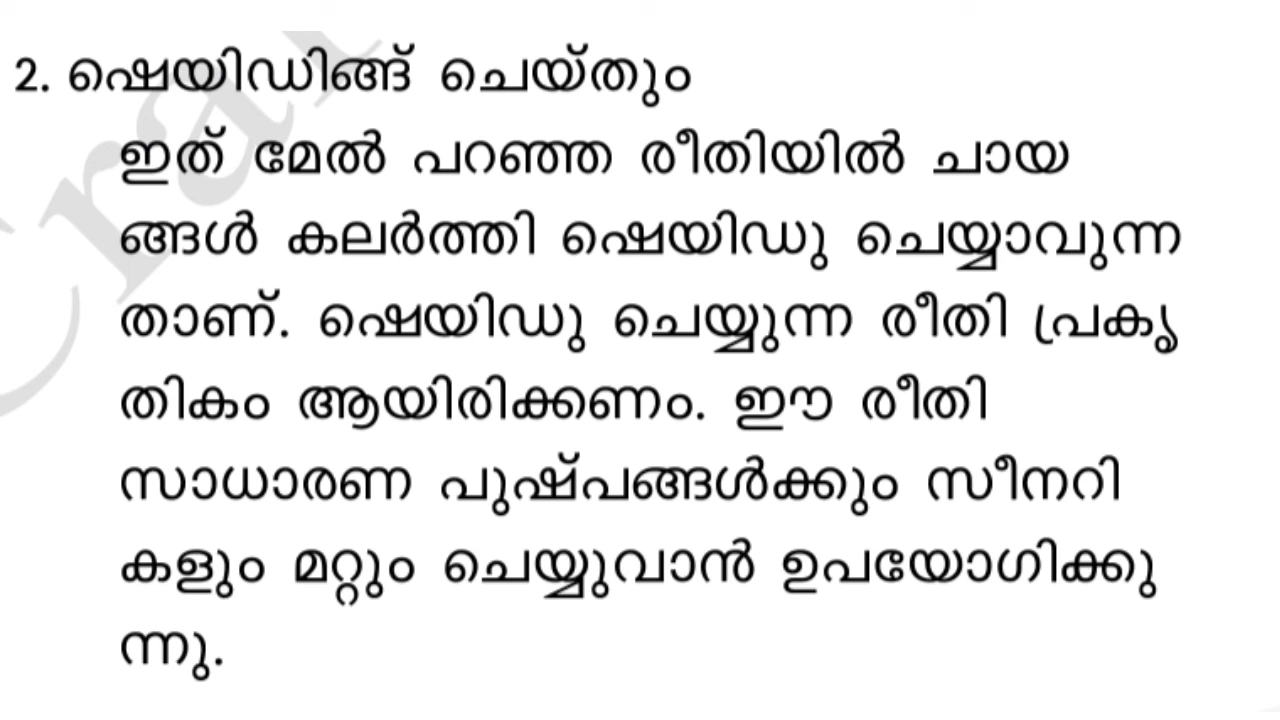 2. ഷെയിഡിങ്ങ് ചെയ്തും
ഇത് മേൽ പറഞ്ഞ രീതിയിൽ ചായ
ങ്ങൾ കലർത്തി ഷെയിഡു ചെയ്യാവുന്ന
താണ്. ഷെയിഡു ചെയ്യുന്ന രീതി പ്രകൃ
തികം ആയിരിക്കണം. ഈ രീതി
സാധാരണ പുഷ്പങ്ങൾക്കും സീനറി
കളും മറ്റും ചെയ്യുവാൻ ഉപയോഗിക്കു
ന്നു.